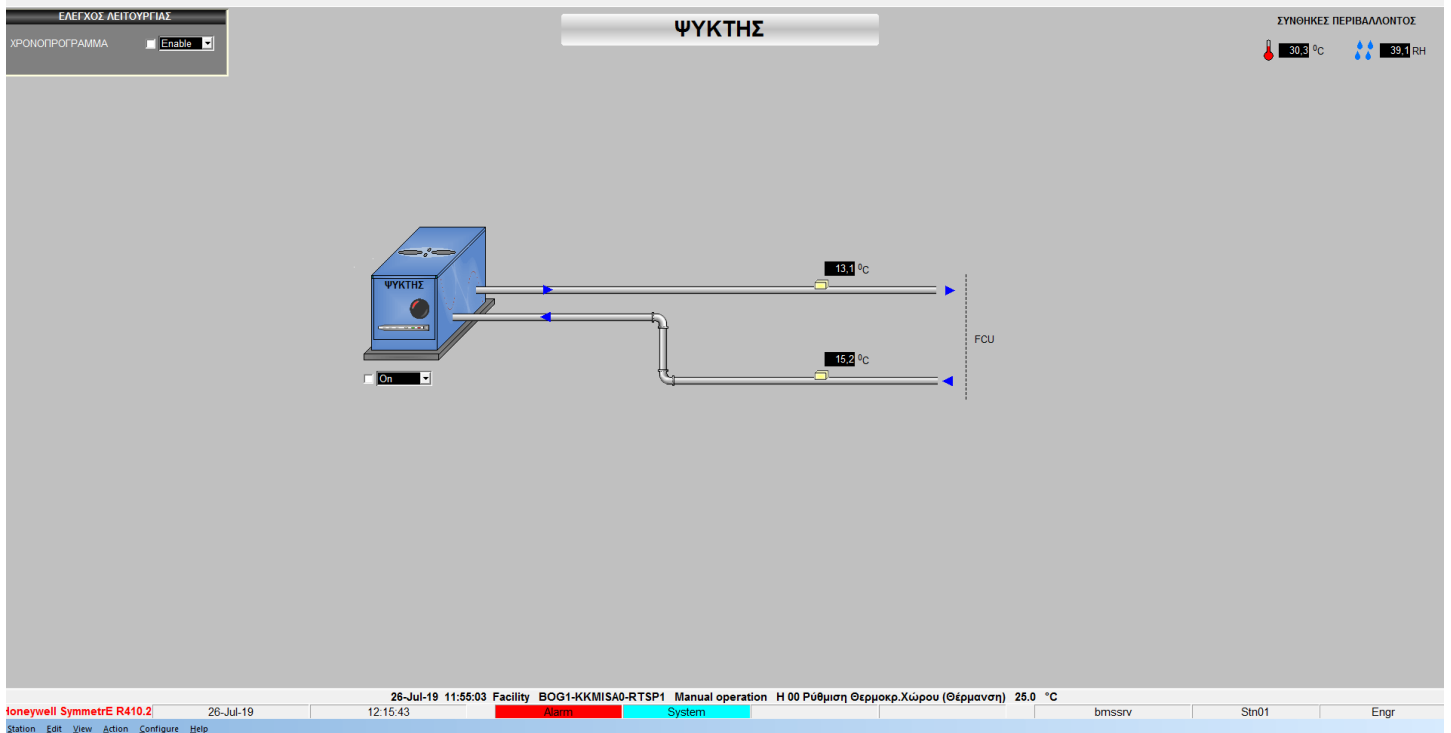 ΕΛΕΓΧΟΣ ΛΕΙΤΟΥΡΓΙΑΣ
ΧΡΟΝΟΠΡΟΓΡΑΜΜΑ Enable
ΨΥΚΤΗΣ
ΣΥΝΘΗΚΕΣ ΠΕΡΙΒΑΛΛΟΝΤΟΣ
30,3 ⁰C 39,1 RH
13,1 ⁰C
ΨΥΚΤΗΣ
FCU
15,2 ⁰C
On
26-Jul-19 11:55:03 Facility BOG1-KKMISA0-RTSP1 Manual operation Η 00 Ρύθμιση Θερμοκρ.Χώρου (Θέρμανση) 25.0 °C
Honeywell SymmetrE R410.2 26-Jul-19 12:15:43 Alarm System bmssrv Stn01 Engr
Station Edit View Action Configure Help